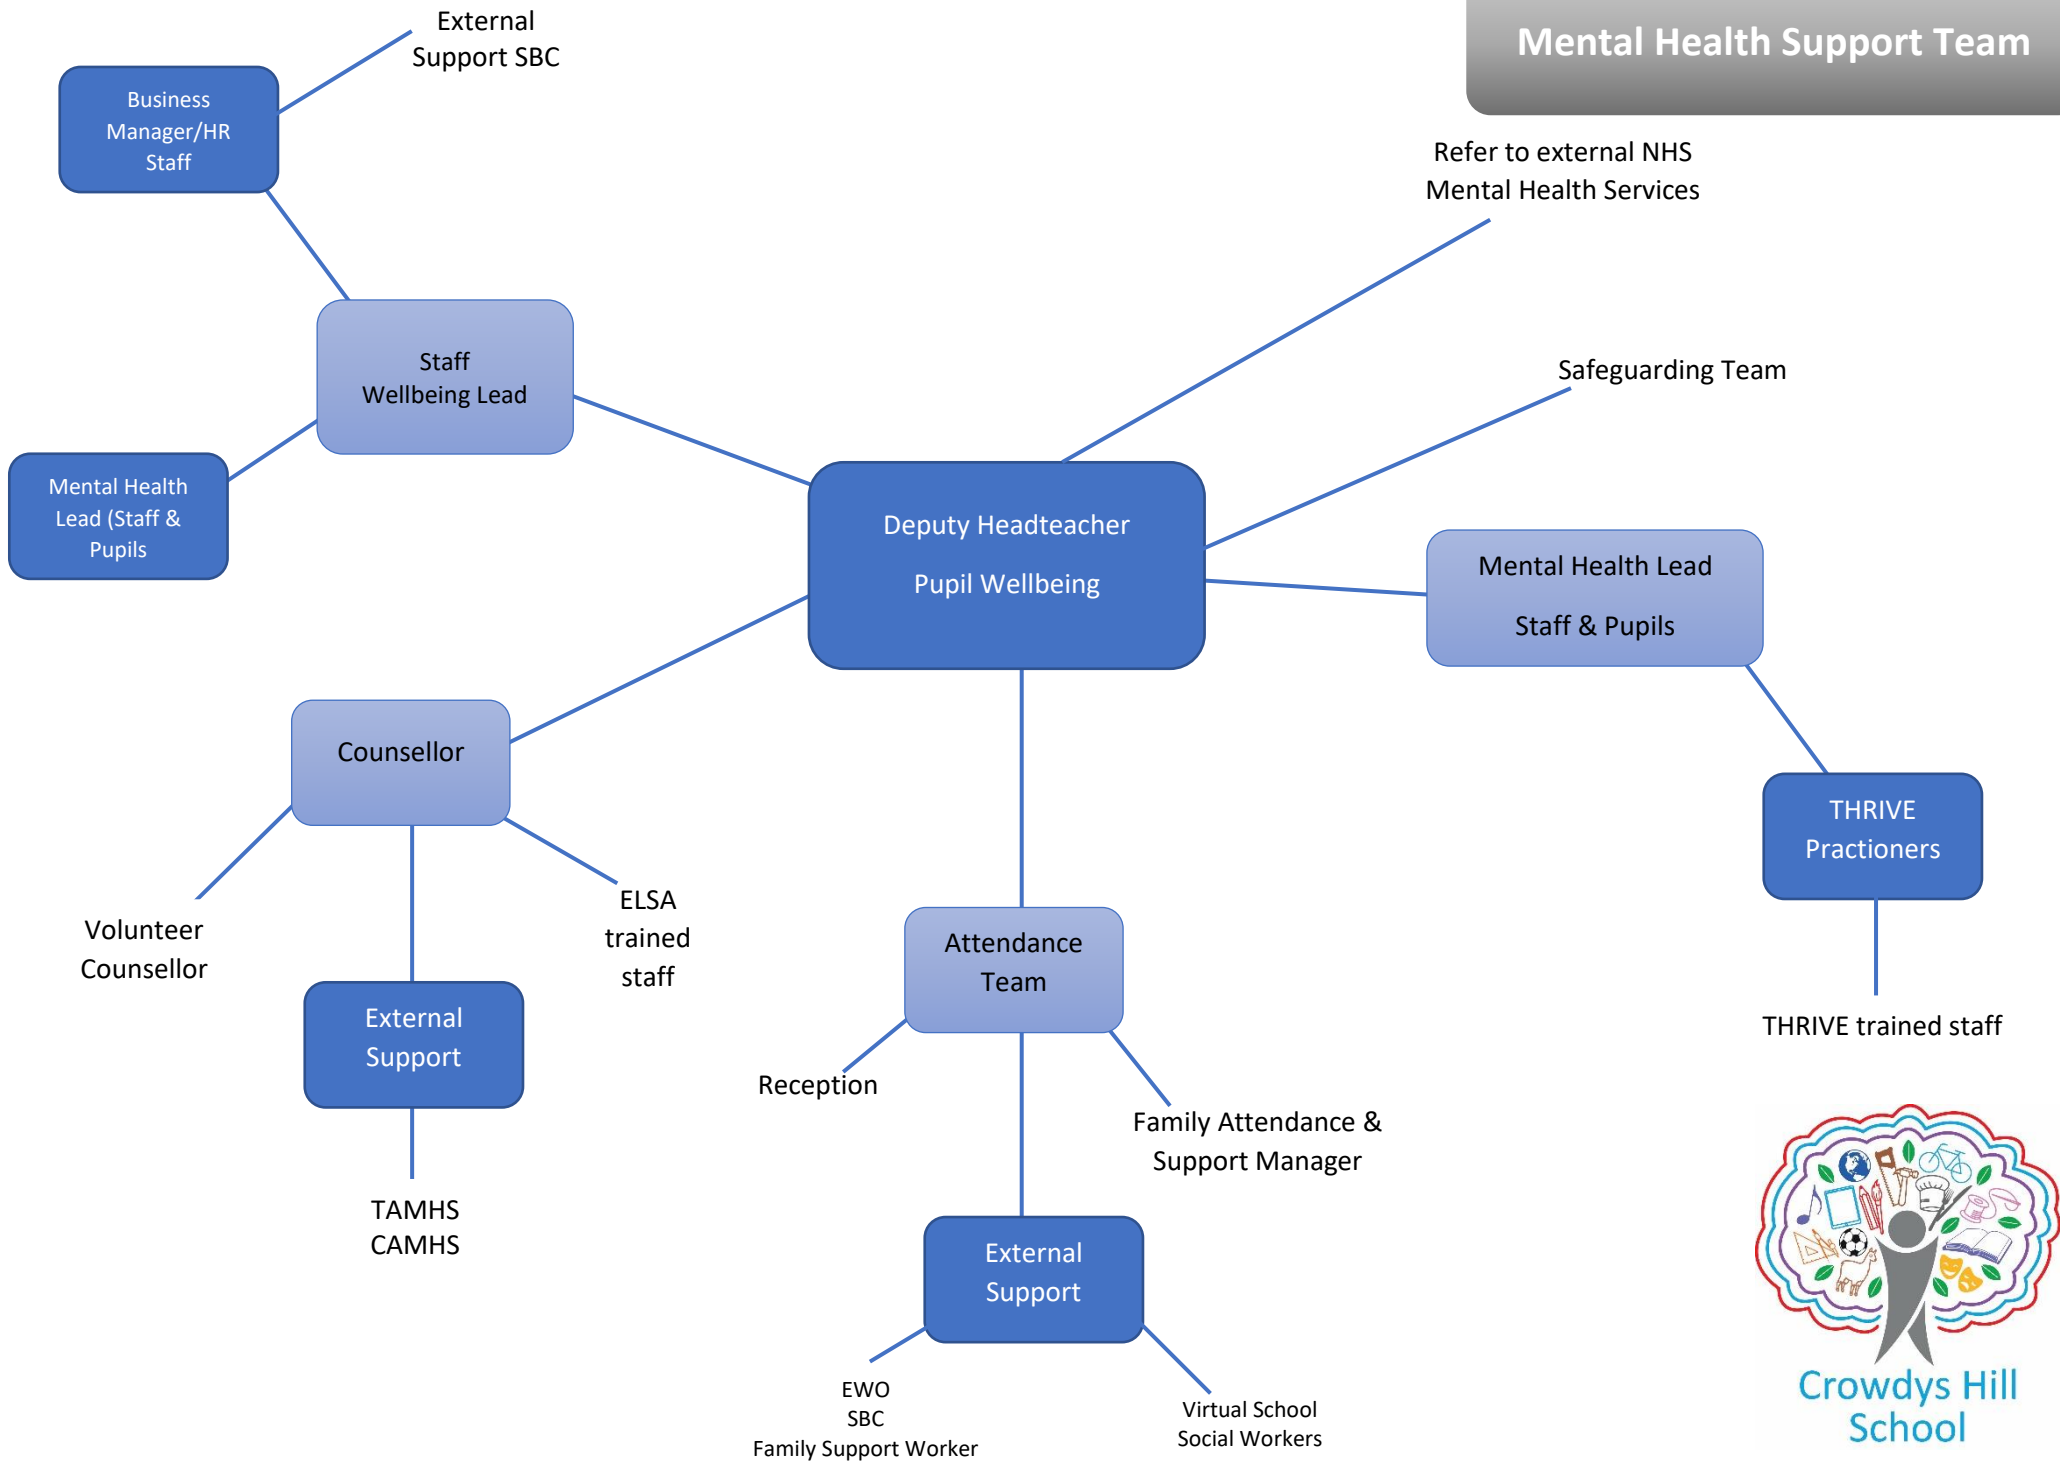 Mental Health Support Team
External
Support SBC
Business
Manager/HR
Staff
Refer to external NHS
Mental Health Services
Staff
Wellbeing Lead
Safeguarding Team
Mental Health
Lead (Staff &
Pupils
Deputy Headteacher
Pupil Wellbeing
Mental Health Lead
Staff & Pupils
Counsellor
THRIVE
Practioners
Volunteer
Counsellor
ELSA
trained
staff
Attendance
Team
External
Support
THRIVE trained staff
Reception
Family Attendance &
Support Manager
TAMHS
CAMHS
External
Support
EWO
SBC
Family Support Worker
Virtual School
Social Workers
Crowdys Hill
School